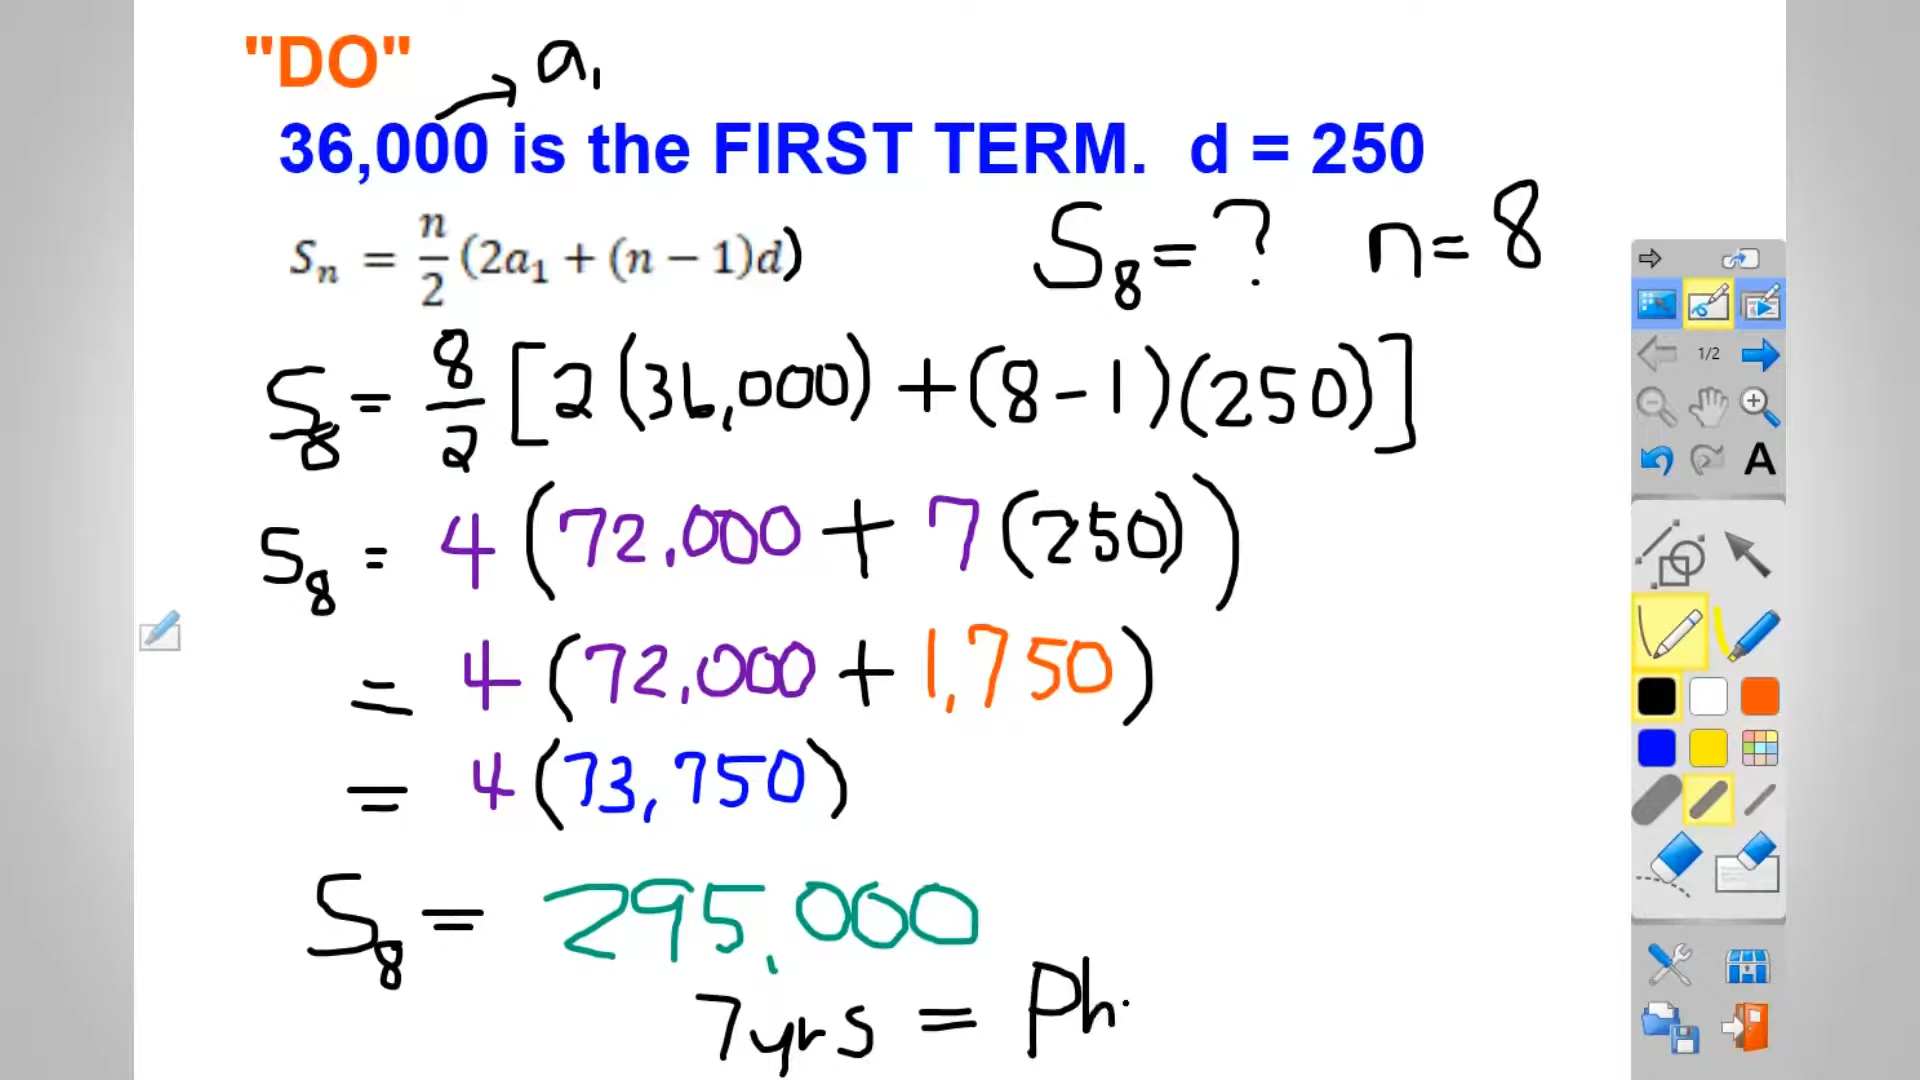 "DO"
a₁
36,000 is the FIRST TERM. d = 250
Sₙ = n/2 (2a₁ + (n − 1)d)
S₈ = ? n = 8
S₈ = 8/2 [2(36,000) + (8 - 1)(250)]
S₈ = 4 (72,000 + 7 (250))
= 4 (72,000 + 1,750)
= 4 (73,750)
S₈ = 295,000
7yrs = Ph.
1/2
A